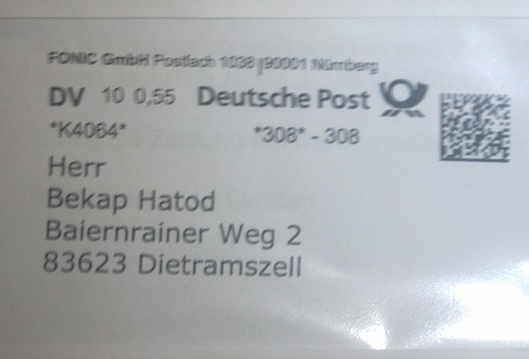 FONIC GmbH Postfach 1038 90001 Nürnberg
DV 10 0,55 Deutsche Post
*K4064* *308* - 308
Herr
Bekap Hatod
Baiernrainer Weg 2
83623 Dietramszell